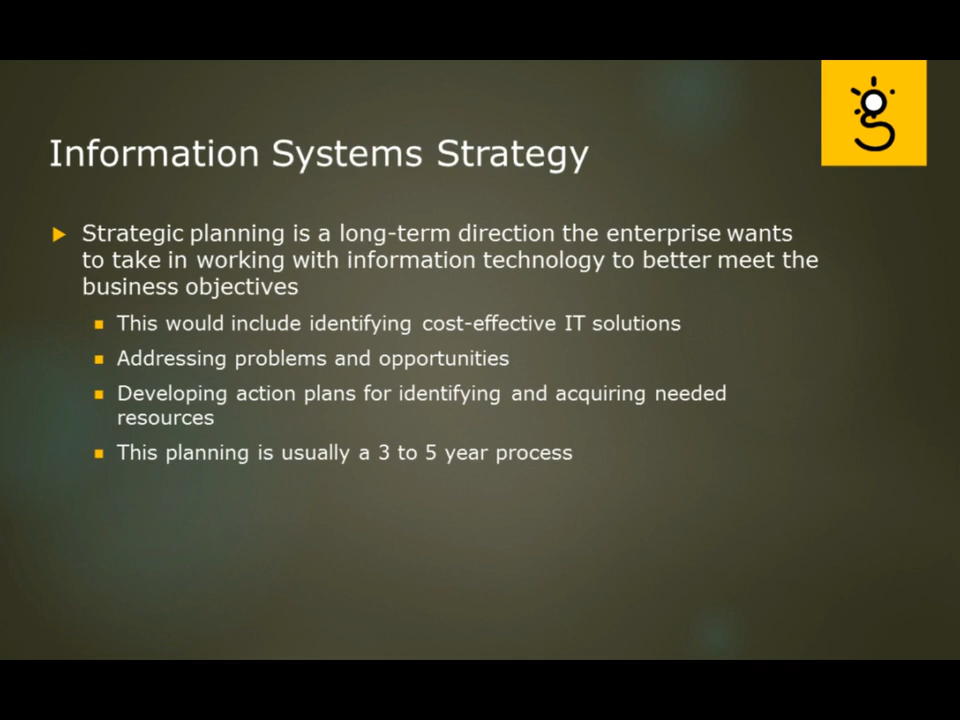 Information Systems Strategy
Strategic planning is a long-term direction the enterprise wants
to take in working with information technology to better meet the
business objectives
This would include identifying cost-effective IT solutions
Addressing problems and opportunities
Developing action plans for identifying and acquiring needed
resources
This planning is usually a 3 to 5 year process